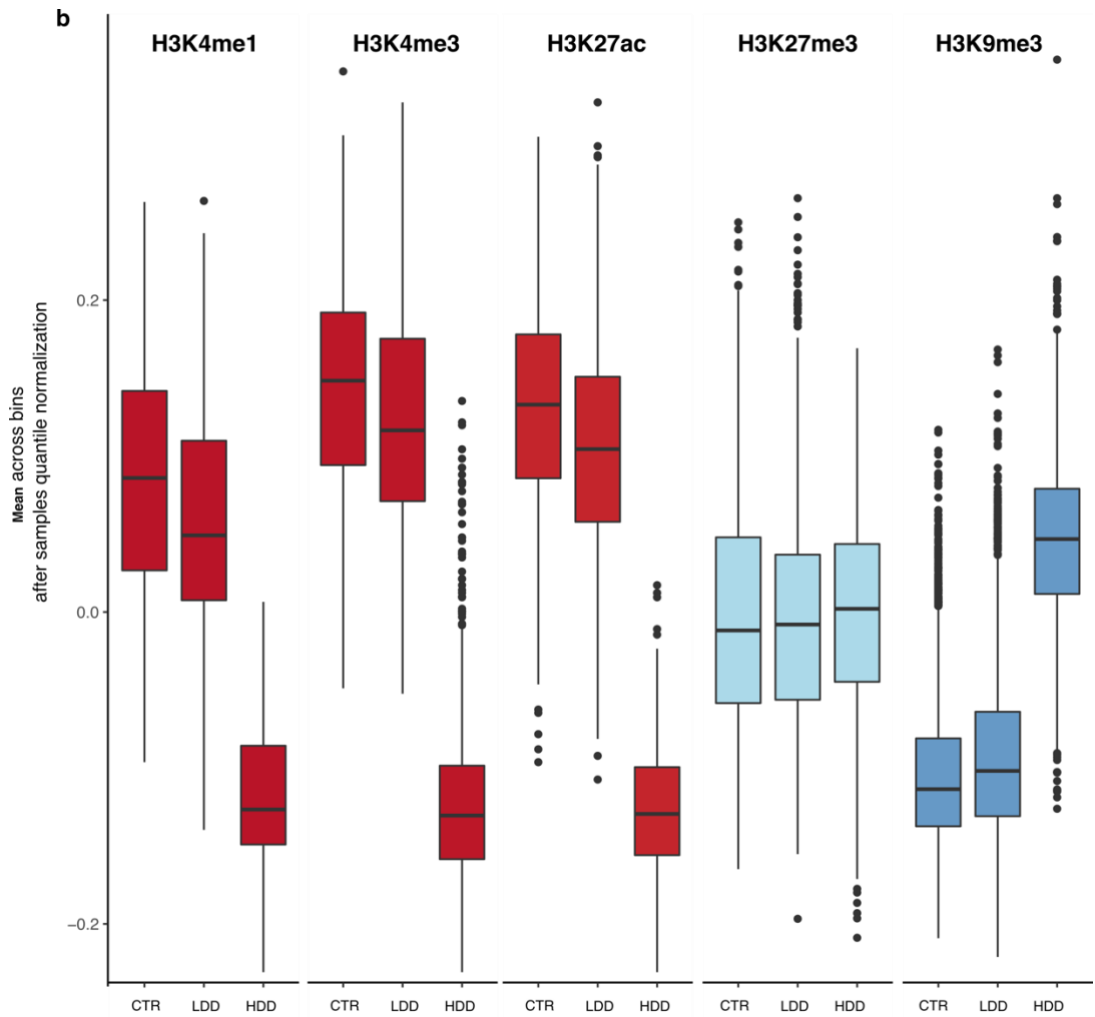 b
H3K4me1 H3K4me3 H3K27ac H3K27me3 H3K9me3
Mean across bins
after samples quantile normalization
0.2
0.0
−0.2
CTR LDD HDD CTR LDD HDD CTR LDD HDD CTR LDD HDD CTR LDD HDD